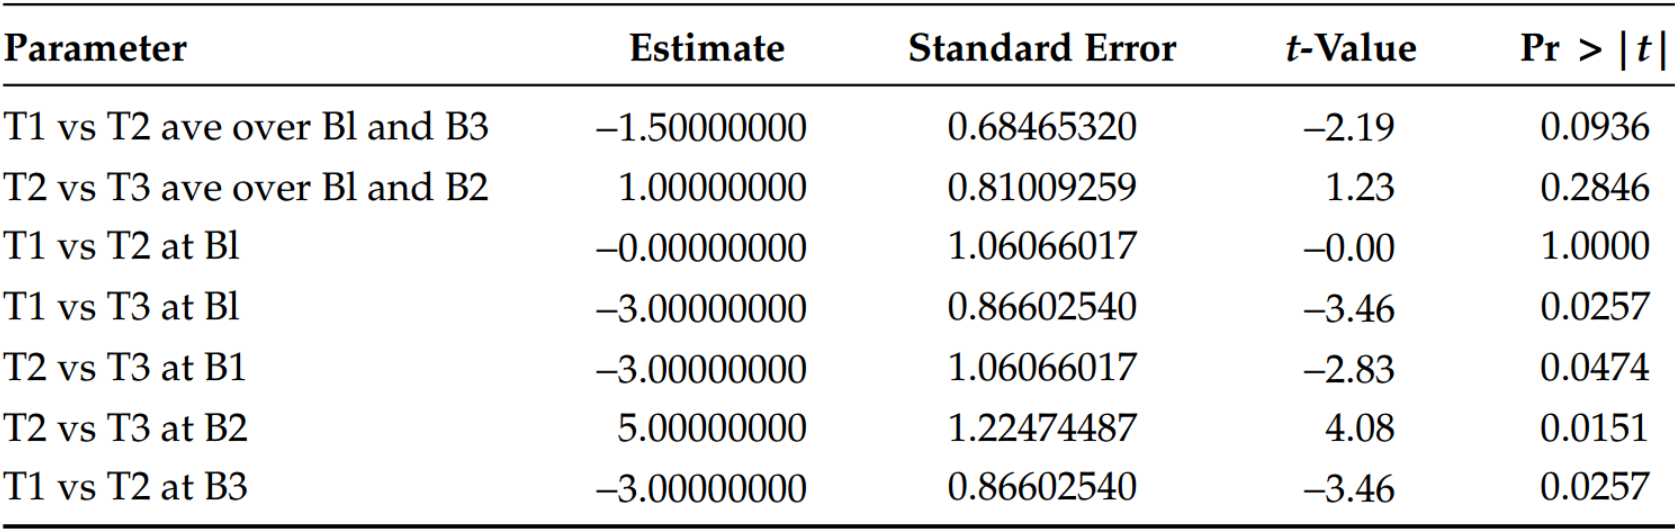 Parameter Estimate Standard Error t-Value Pr > |t|
T1 vs T2 ave over Bl and B3 –1.50000000 0.68465320 –2.19 0.0936
T2 vs T3 ave over Bl and B2 1.00000000 0.81009259 1.23 0.2846
T1 vs T2 at Bl –0.00000000 1.06066017 –0.00 1.0000
T1 vs T3 at Bl –3.00000000 0.86602540 –3.46 0.0257
T2 vs T3 at B1 –3.00000000 1.06066017 –2.83 0.0474
T2 vs T3 at B2 5.00000000 1.22474487 4.08 0.0151
T1 vs T2 at B3 –3.00000000 0.86602540 –3.46 0.0257